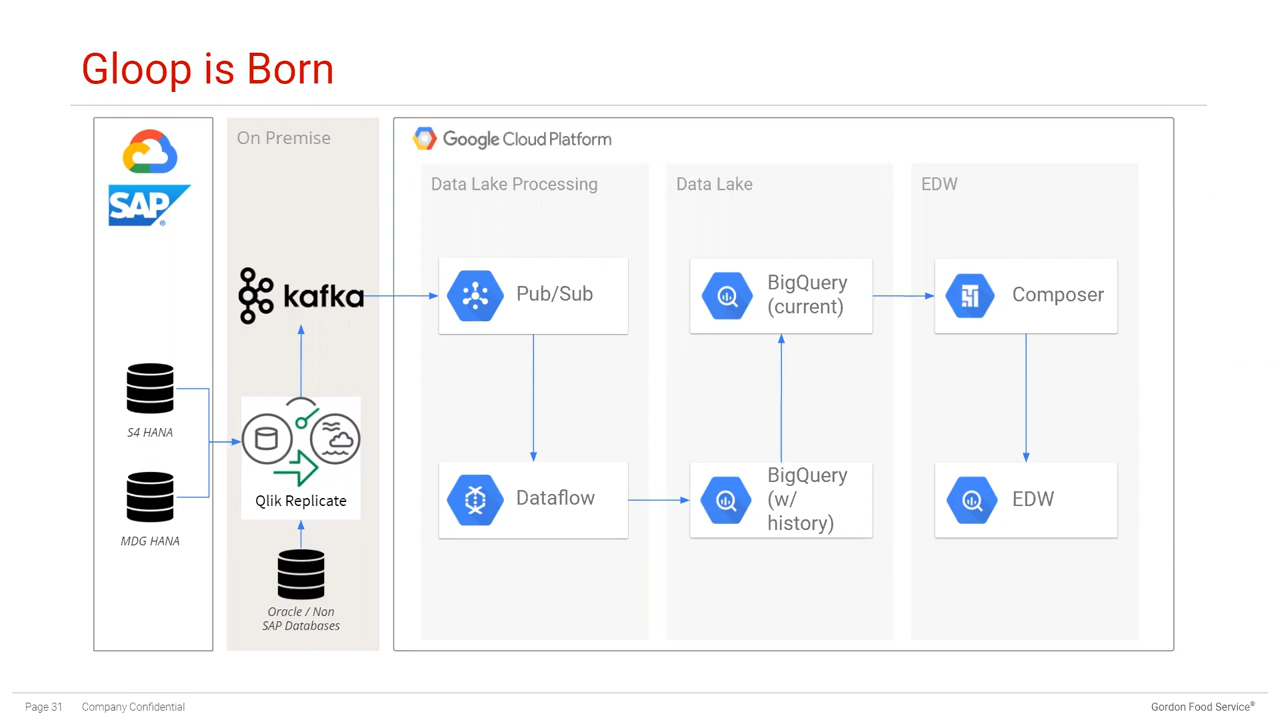 Gloop is Born
SAP®
S4 HANA
MDG HANA
On Premise
kafka
Qlik Replicate
Oracle / Non
SAP Databases
Google Cloud Platform
Data Lake Processing
Pub/Sub
Dataflow
Data Lake
BigQuery
(current)
BigQuery
(w/
history)
EDW
Composer
EDW
Page 31
Company Confidential
Gordon Food Service®